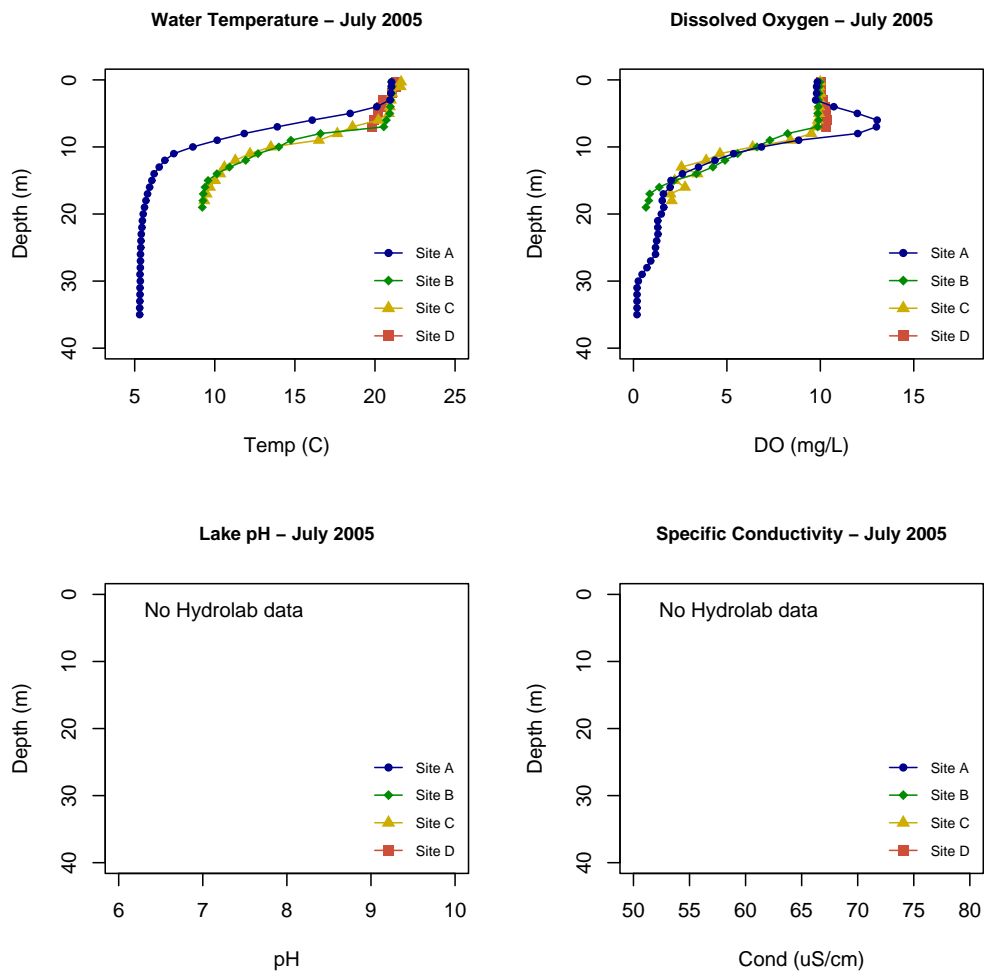 Water Temperature – July 2005
0
10
20
30
40
Depth (m)
Site A
Site B
Site C
Site D
5 10 15 20 25
Temp (C)
Dissolved Oxygen – July 2005
0
10
20
30
40
Depth (m)
Site A
Site B
Site C
Site D
0 5 10 15
DO (mg/L)
Lake pH – July 2005
No Hydrolab data
0
10
20
30
40
Depth (m)
Site A
Site B
Site C
Site D
6 7 8 9 10
pH
Specific Conductivity – July 2005
No Hydrolab data
0
10
20
30
40
Depth (m)
Site A
Site B
Site C
Site D
50 55 60 65 70 75 80
Cond (uS/cm)